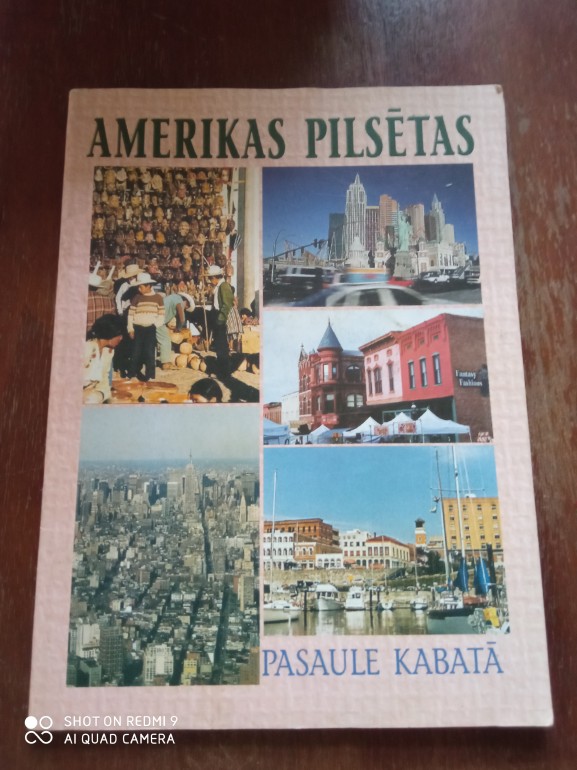 AMERIKAS PILSĒTAS
Fantasy
Fashions
PASAULE KABATĀ
SHOT ON REDMI 9
AI QUAD CAMERA